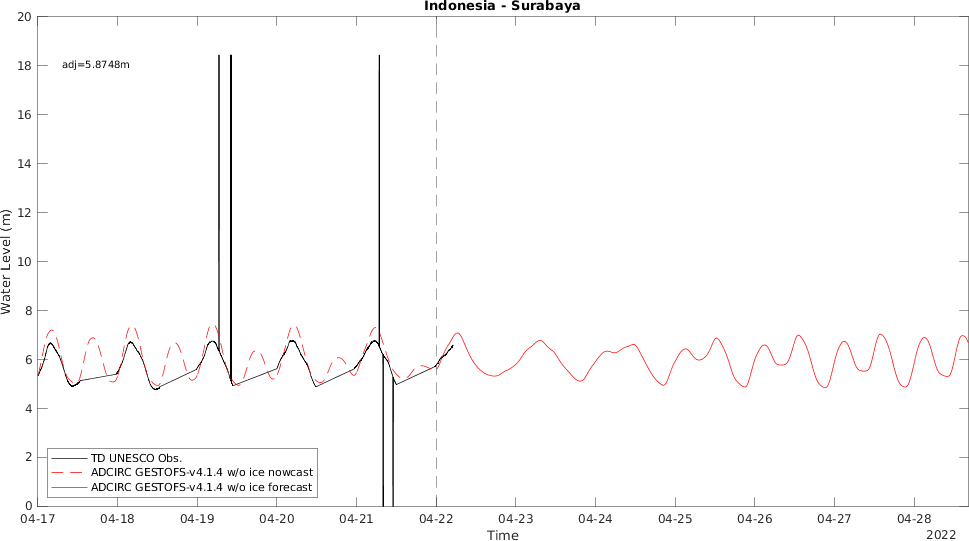 Indonesia - Surabaya
20
18
16
14
12
10
8
6
4
2
0
adj=5.8748m
Water Level (m)
TD UNESCO Obs.
ADCIRC GESTOFS-v4.1.4 w/o ice nowcast
ADCIRC GESTOFS-v4.1.4 w/o ice forecast
04-17 04-18 04-19 04-20 04-21 04-22 04-23 04-24 04-25 04-26 04-27 04-28
Time
2022